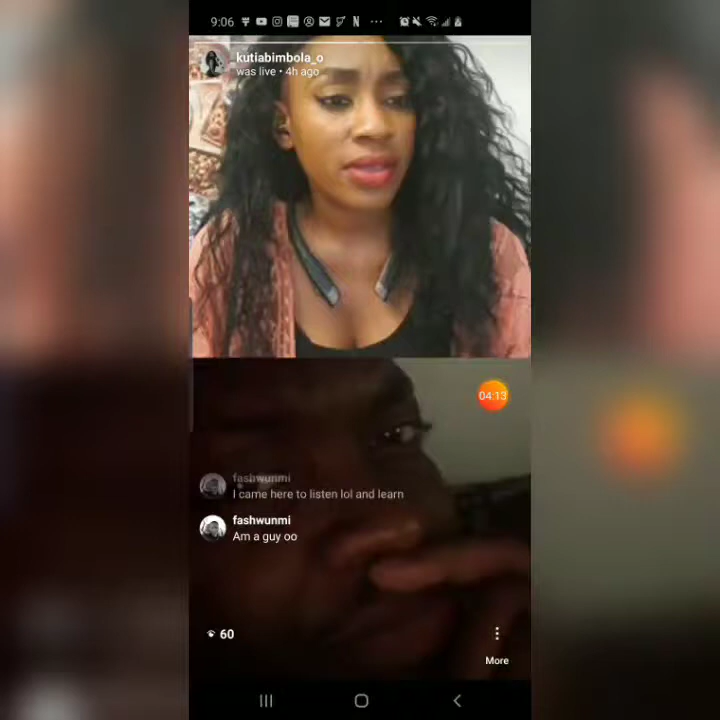 9:06
kutiabimbola_o
was live • 4h ago
04:13
fashwunmi
I came here to listen lol and learn
fashwunmi
Am a guy oo
60
More